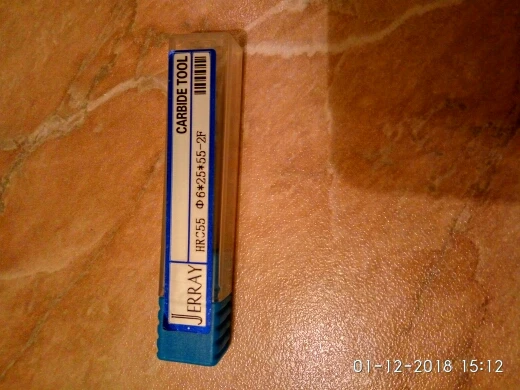 CARBIDE TOOL
HRC55 Φ6*25*55-2F
JERRAY
01-12-2018 15:12